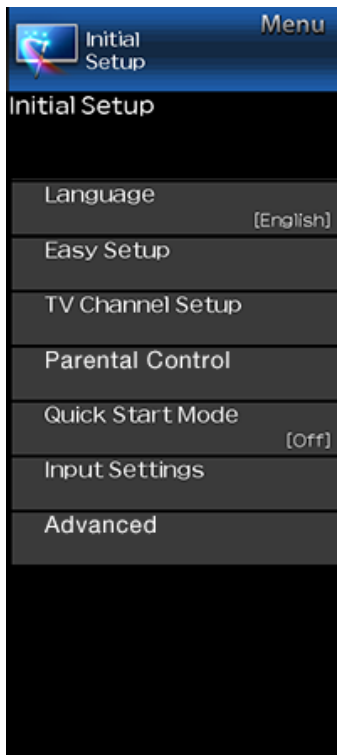 Menu
Initial
Setup
Initial Setup
Language
[English]
Easy Setup
TV Channel Setup
Parental Control
Quick Start Mode
[Off]
Input Settings
Advanced